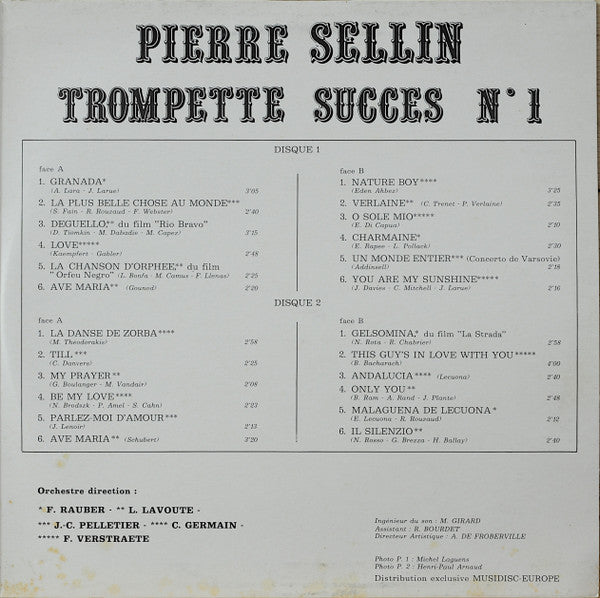 PIERRE SELLIN
TROMPETTE SUCCES N°1
DISQUE 1
face A
1. GRANADA*
(A. Lara - J. Larue) 3'05
2. LA PLUS BELLE CHOSE AU MONDE***
(S. Fain - R. Rouzaud - F. Webster) 2'40
3. DEGUELLO,** du film "Rio Bravo"
(D. Tiomkin - M. Dabadie - M. Capez) 3'15
4. LOVE*****
(Kaempfert - Gabler) 2'48
5. LA CHANSON D'ORPHEE,** du film
"Orfeu Negro" (L. Bonfa - M. Camus - F. Llenas) 2'25
6. AVE MARIA** (Gounod) 2'20
face B
1. NATURE BOY****
(Eden Ahbez) 3'25
2. VERLAINE** (C. Trenet - P. Verlaine) 2'35
3. O SOLE MIO*****
(E. Di Capua) 2'10
4. CHARMAINE*
(E. Rapee - L. Pollack) 2'30
5. UN MONDE ENTIER*** (Concerto de Varsovie)
(Addinsell) 2'18
6. YOU ARE MY SUNSHINE*****
(J. Davies - C. Mitchell - J. Larue) 2'16
DISQUE 2
face A
1. LA DANSE DE ZORBA****
(M. Theodorakis) 2'58
2. TILL***
(C. Danvers) 2'25
3. MY PRAYER**
(G. Boulanger - M. Vandair) 2'08
4. BE MY LOVE****
(N. Brodszk - P. Amel - S. Cahn) 2'23
5. PARLEZ-MOI D'AMOUR***
(J. Lenoir) 2'13
6. AVE MARIA** (Schubert) 3'20
face B
1. GELSOMINA,* du film "La Strada"
(N. Rota - R. Chabrier) 2'58
2. THIS GUY'S IN LOVE WITH YOU*****
(B. Bacharach) 4'00
3. ANDALUCIA**** (Lecuona) 2'40
4. ONLY YOU**
(B. Ram - A. Rand - J. Plante) 2'48
5. MALAGUENA DE LECUONA*
(E. Lecuona - R. Rouzaud) 2'12
6. IL SILENZIO**
(N. Rosso - G. Brezza - H. Ballay) 2'40
Orchestre direction :
* F. RAUBER - ** L. LAVOUTE -
*** J.-C. PELLETIER - **** C. GERMAIN -
***** F. VERSTRAETE
Ingénieur du son : M. GIRARD
Assistant : R. BOURDET
Directeur Artistique : A. DE FROBERVILLE
Photo P. 1 : Michel Laguens
Photo P. 2 : Henri-Paul Arnaud
Distribution exclusive MUSIDISC-EUROPE